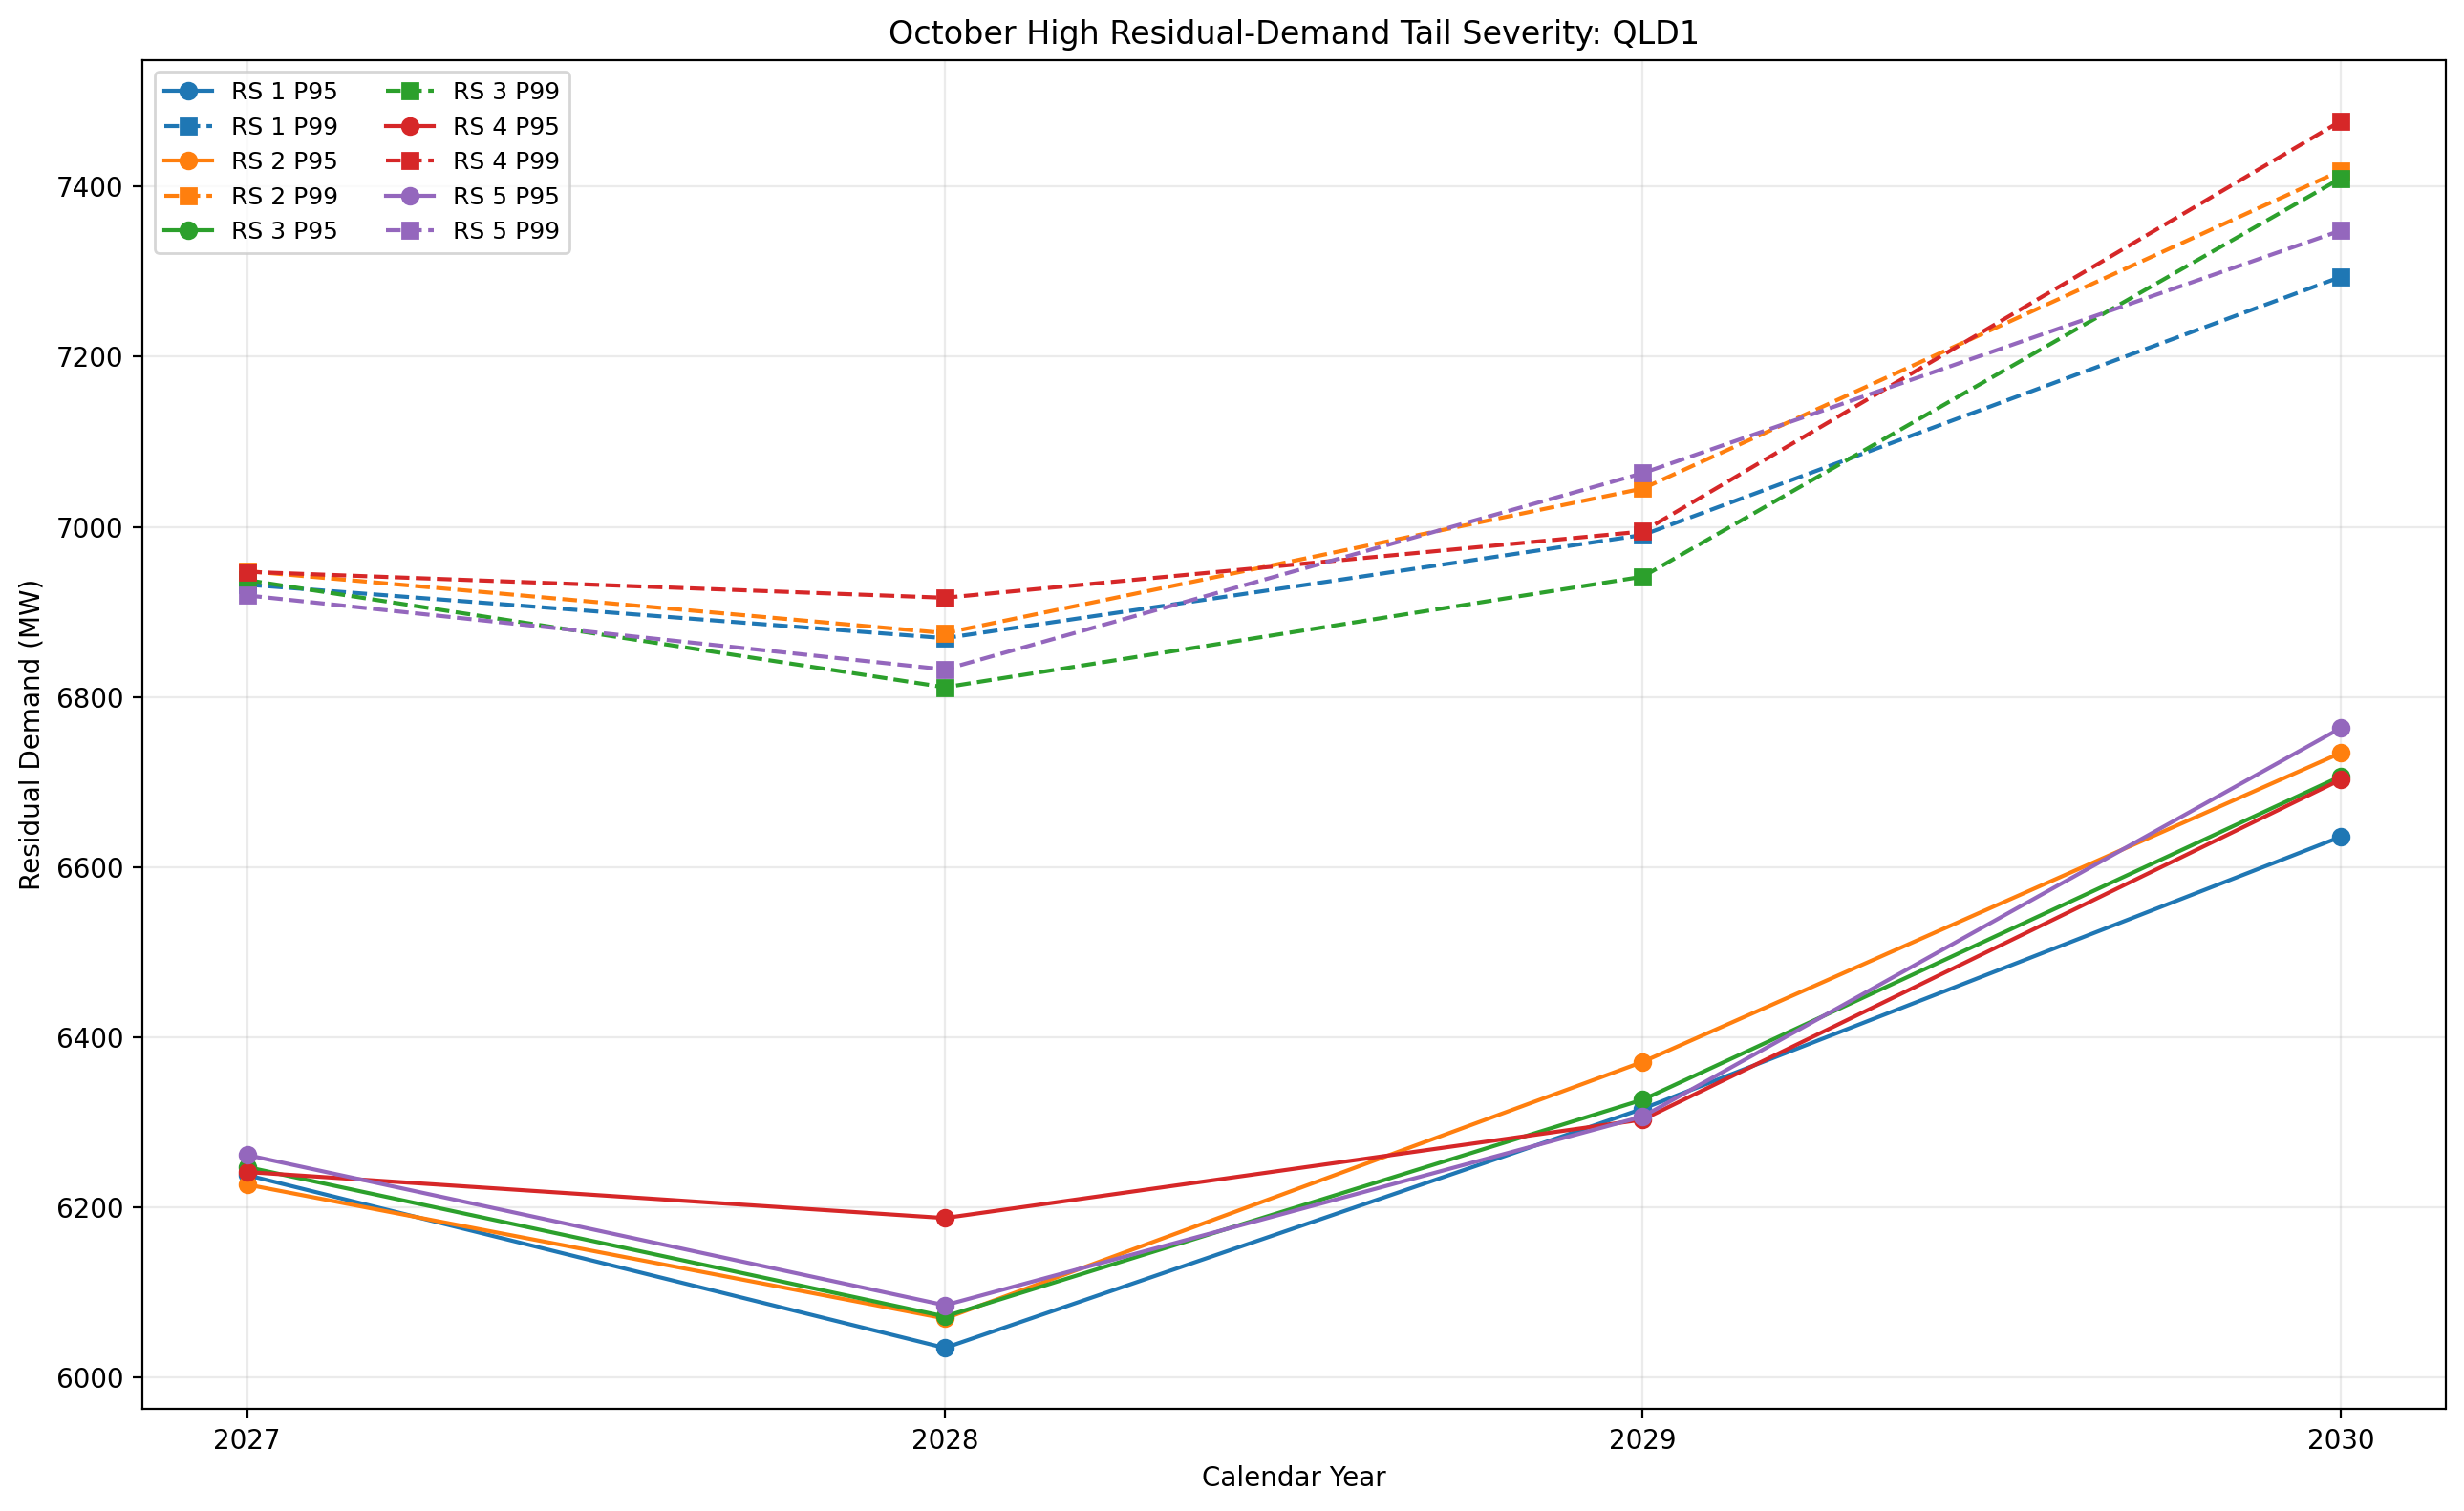 October High Residual-Demand Tail Severity: QLD1
RS 1 P95
RS 1 P99
RS 2 P95
RS 2 P99
RS 3 P95
RS 3 P99
RS 4 P95
RS 4 P99
RS 5 P95
RS 5 P99
Residual Demand (MW)
7400
7200
7000
6800
6600
6400
6200
6000
2027
2028
2029
2030
Calendar Year